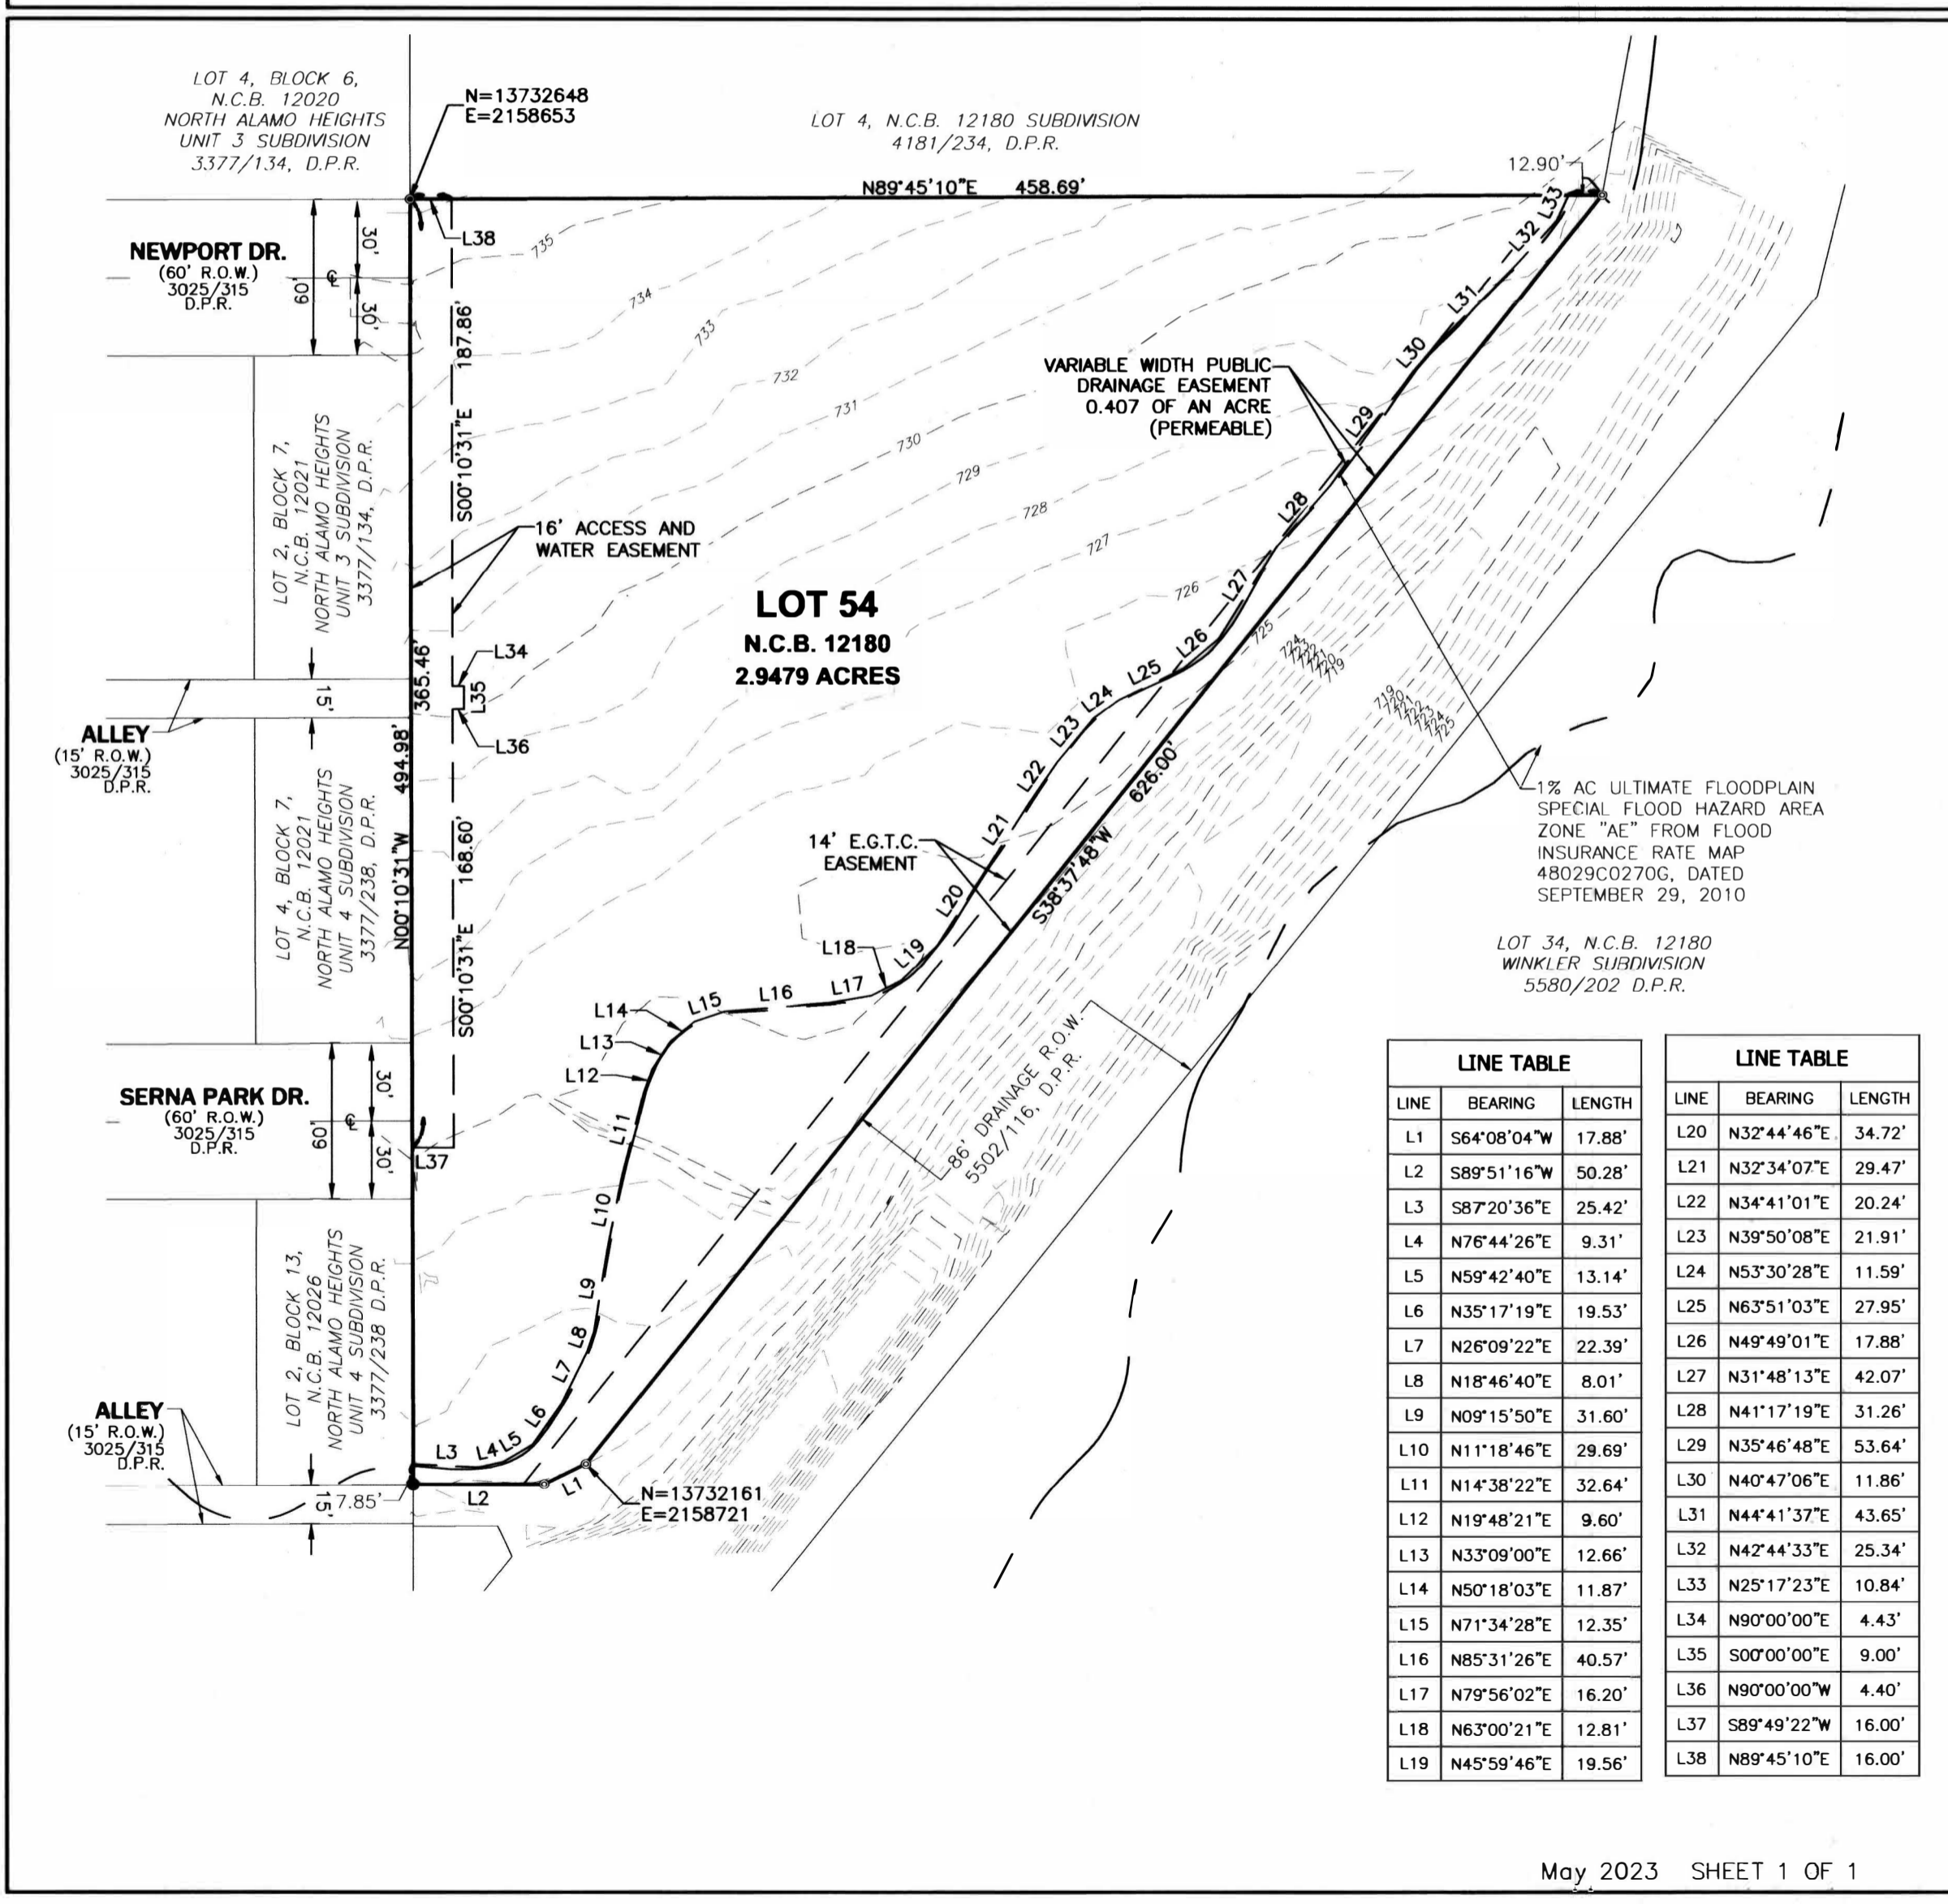 LOT 4, BLOCK 6,
N.C.B. 12020
NORTH ALAMO HEIGHTS
UNIT 3 SUBDIVISION
3377/134, D.P.R.
N=13732648
E=2158653
LOT 4, N.C.B. 12180 SUBDIVISION
4181/234, D.P.R.
12.90'
N89°45'10"E 458.69'
NEWPORT DR.
(60' R.O.W.)
3025/315
D.P.R.
60'
30'
30'
℄
L38
735
734
733
732
731
730
729
728
727
726
725
S00°10'31"E 187.86'
L33
L32
L31
L30
L29
L28
L27
L26
L25
L24
L23
L22
L21
L20
L19
L18
L17
L16
L15
L14
L13
L12
L11
L10
L9
L8
L7
L6
L5
L4
L3
L2
L1
VARIABLE WIDTH PUBLIC
DRAINAGE EASEMENT
0.407 OF AN ACRE
(PERMEABLE)
LOT 2, BLOCK 7,
N.C.B. 12021
NORTH ALAMO HEIGHTS
UNIT 3 SUBDIVISION
3377/134, D.P.R.
16' ACCESS AND
WATER EASEMENT
LOT 54
N.C.B. 12180
2.9479 ACRES
365.46'
L34
L35
L36
15'
ALLEY
(15' R.O.W.)
3025/315
D.P.R.
724
723
722
721
720
719
719
720
721
722
723
724
725
N00°10'31"W 494.98'
S00°10'31"E 168.60'
LOT 4, BLOCK 7,
N.C.B. 12021
NORTH ALAMO HEIGHTS
UNIT 4 SUBDIVISION
3377/238, D.P.R.
14' E.G.T.C.
EASEMENT
S38°37'48"W 626.00'
1% AC ULTIMATE FLOODPLAIN
SPECIAL FLOOD HAZARD AREA
ZONE "AE" FROM FLOOD
INSURANCE RATE MAP
48029C0270G, DATED
SEPTEMBER 29, 2010
LOT 34, N.C.B. 12180
WINKLER SUBDIVISION
5580/202 D.P.R.
86' DRAINAGE R.O.W.
5502/116, D.P.R.
SERNA PARK DR.
(60' R.O.W.)
3025/315
D.P.R.
60'
30'
30'
℄
L37
LOT 2, BLOCK 13,
N.C.B. 12026
NORTH ALAMO HEIGHTS
UNIT 4 SUBDIVISION
3377/238 D.P.R.
ALLEY
(15' R.O.W.)
3025/315
D.P.R.
15'
7.85'
N=13732161
E=2158721
LINE TABLE
LINE BEARING LENGTH
L1 S64°08'04"W 17.88'
L2 S89°51'16"W 50.28'
L3 S87°20'36"E 25.42'
L4 N76°44'26"E 9.31'
L5 N59°42'40"E 13.14'
L6 N35°17'19"E 19.53'
L7 N26°09'22"E 22.39'
L8 N18°46'40"E 8.01'
L9 N09°15'50"E 31.60'
L10 N11°18'46"E 29.69'
L11 N14°38'22"E 32.64'
L12 N19°48'21"E 9.60'
L13 N33°09'00"E 12.66'
L14 N50°18'03"E 11.87'
L15 N71°34'28"E 12.35'
L16 N85°31'26"E 40.57'
L17 N79°56'02"E 16.20'
L18 N63°00'21"E 12.81'
L19 N45°59'46"E 19.56'
LINE TABLE
LINE BEARING LENGTH
L20 N32°44'46"E 34.72'
L21 N32°34'07"E 29.47'
L22 N34°41'01"E 20.24'
L23 N39°50'08"E 21.91'
L24 N53°30'28"E 11.59'
L25 N63°51'03"E 27.95'
L26 N49°49'01"E 17.88'
L27 N31°48'13"E 42.07'
L28 N41°17'19"E 31.26'
L29 N35°46'48"E 53.64'
L30 N40°47'06"E 11.86'
L31 N44°41'37"E 43.65'
L32 N42°44'33"E 25.34'
L33 N25°17'23"E 10.84'
L34 N90°00'00"E 4.43'
L35 S00°00'00"E 9.00'
L36 N90°00'00"W 4.40'
L37 S89°49'22"W 16.00'
L38 N89°45'10"E 16.00'
May 2023 SHEET 1 OF 1